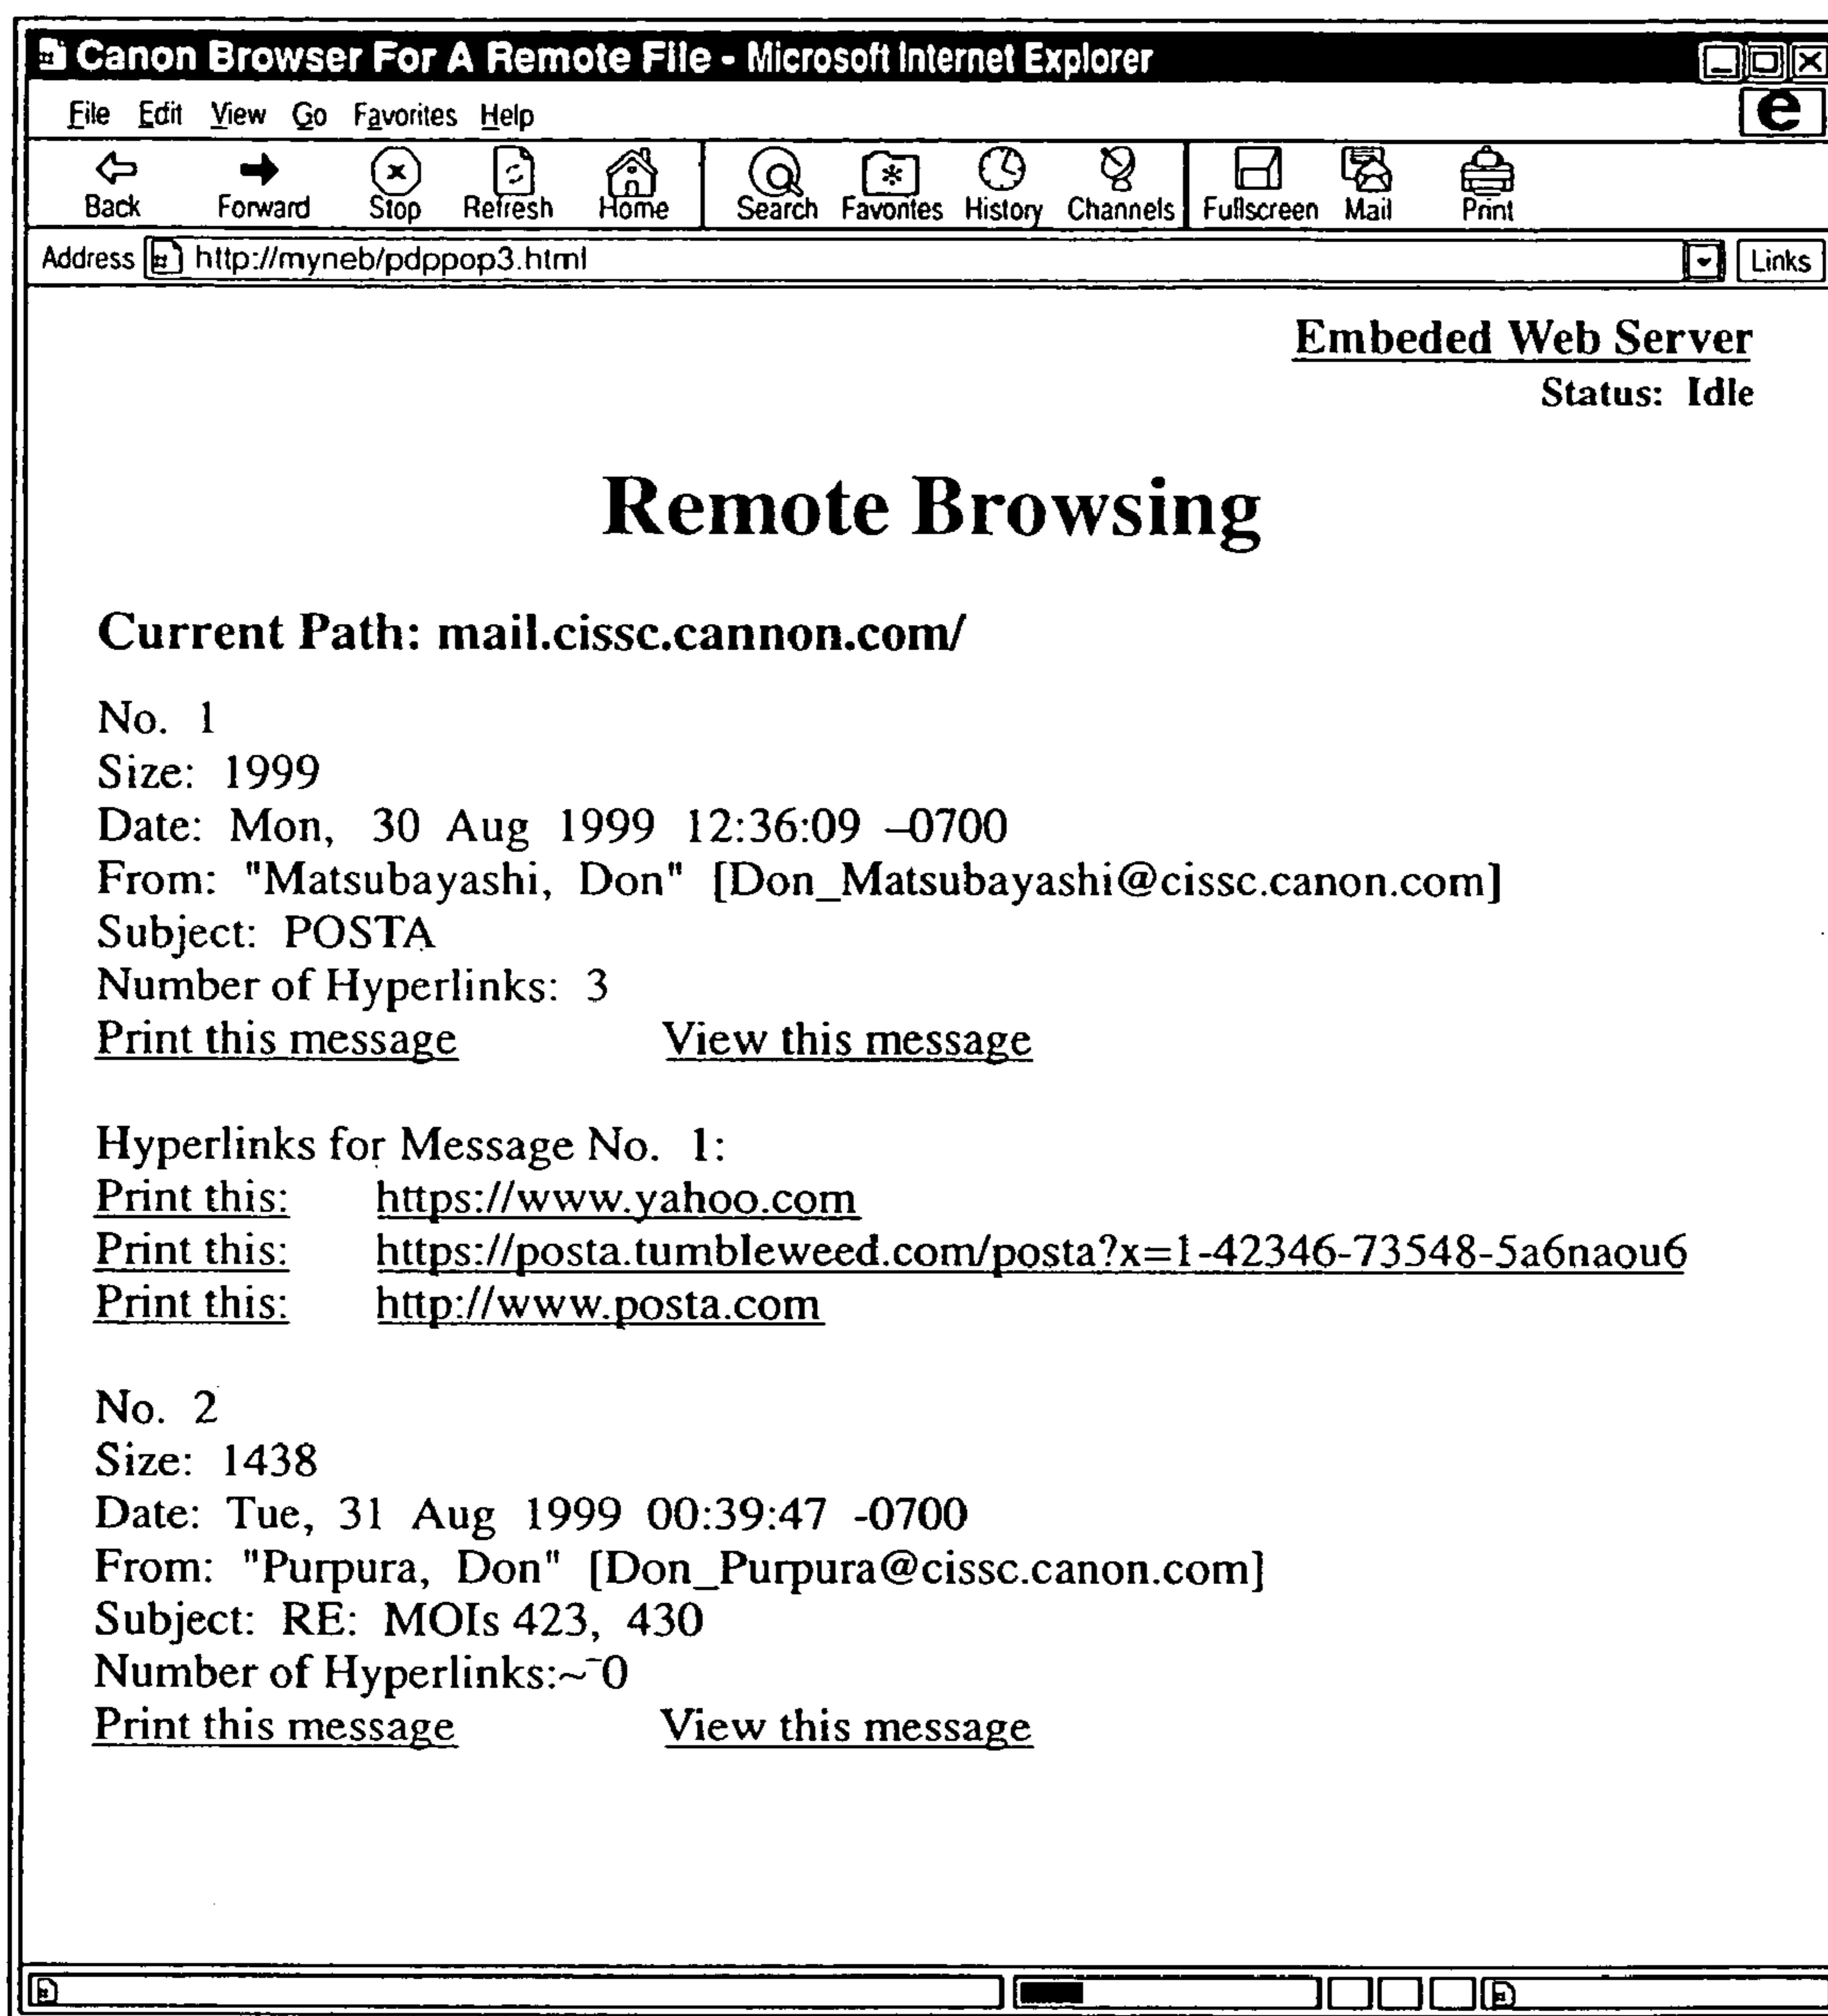 Canon Browser For A Remote File - Microsoft Internet Explorer
File Edit View Go Favorites Help
e
Back Forward Stop Refresh Home Search Favorites History Channels Fullscreen Mail Print
Address http://myneb/pdppop3.html Links
Embeded Web Server
Status: Idle
Remote Browsing
Current Path: mail.cissc.cannon.com/
No. 1
Size: 1999
Date: Mon, 30 Aug 1999 12:36:09 –0700
From: "Matsubayashi, Don" [Don_Matsubayashi@cissc.canon.com]
Subject: POSTA
Number of Hyperlinks: 3
Print this message View this message
Hyperlinks for Message No. 1:
Print this: https://www.yahoo.com
Print this: https://posta.tumbleweed.com/posta?x=1-42346-73548-5a6naou6
Print this: http://www.posta.com
No. 2
Size: 1438
Date: Tue, 31 Aug 1999 00:39:47 -0700
From: "Purpura, Don" [Don_Purpura@cissc.canon.com]
Subject: RE: MOIs 423, 430
Number of Hyperlinks:~¯0
Print this message View this message